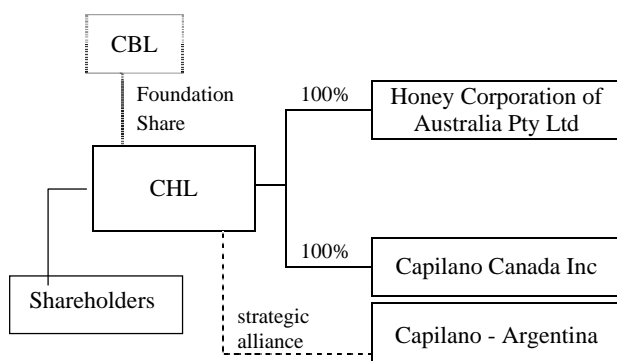 CBL
Foundation
Share
100%
Honey Corporation of
Australia Pty Ltd
CHL
100%
Capilano Canada Inc
Shareholders
strategic
alliance
Capilano - Argentina